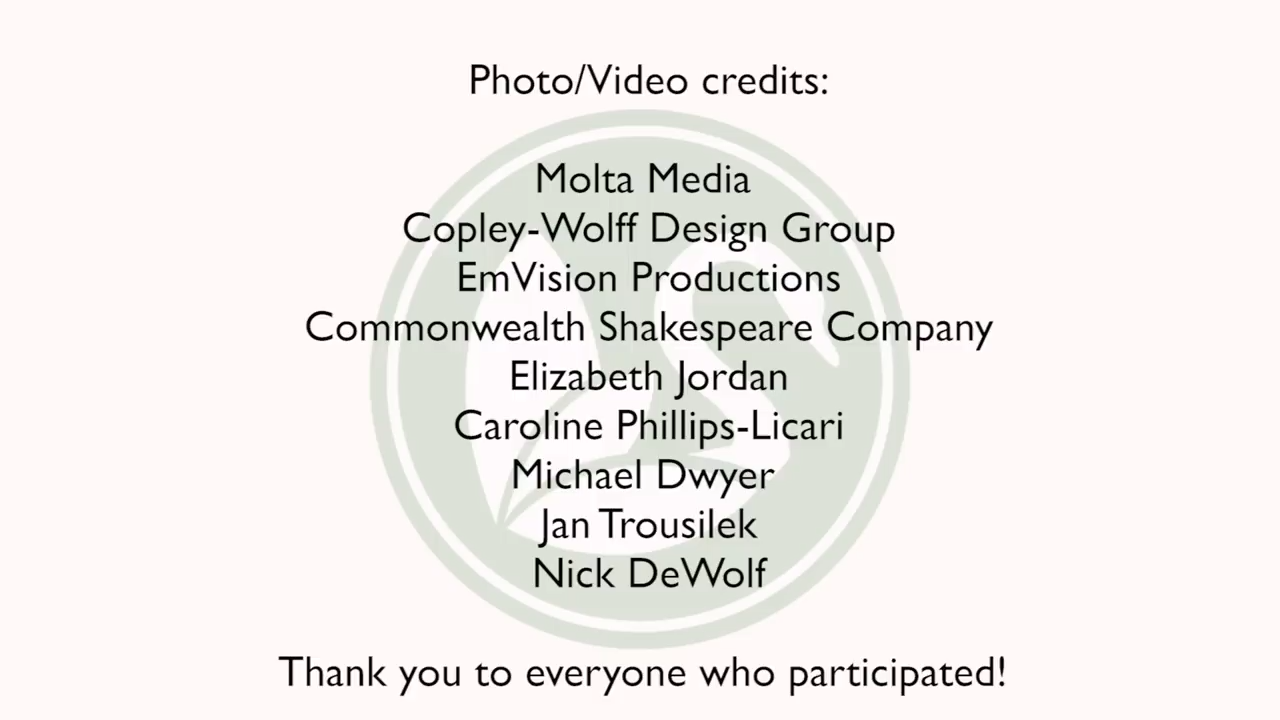 Photo/Video credits:
Molta Media
Copley-Wolff Design Group
EmVision Productions
Commonwealth Shakespeare Company
Elizabeth Jordan
Caroline Phillips-Licari
Michael Dwyer
Jan Trousilek
Nick DeWolf
Thank you to everyone who participated!